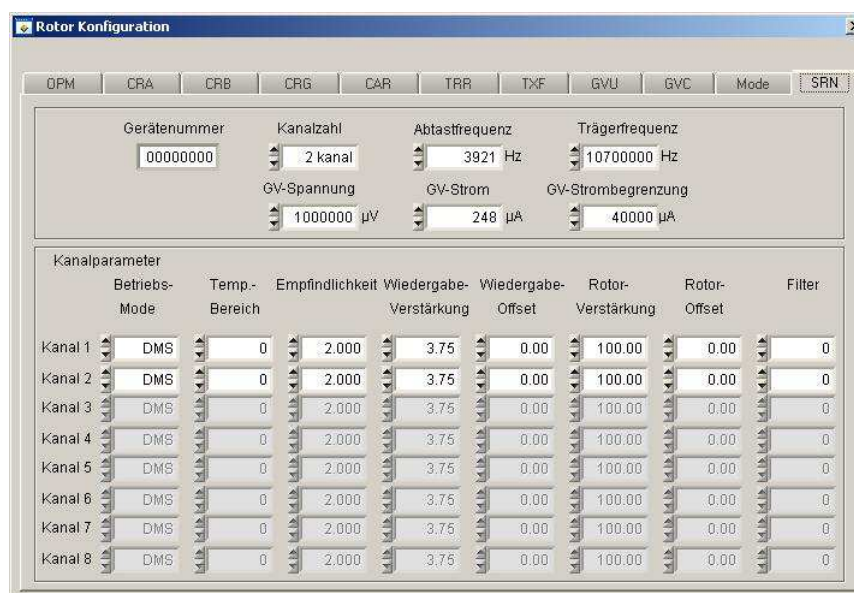 Rotor Konfiguration
OPM CRA CRB CRG CAR TRR TXF GVU GVC Mode SRN
Gerätenummer Kanalzahl Abtastfrequenz Trägerfrequenz
00000000 2 kanal 3921 Hz 10700000 Hz
GV-Spannung GV-Strom GV-Strombegrenzung
1000000 µV 248 µA 40000 µA
Kanalparameter
Betriebs- Temp.- Empfindlichkeit Wiedergabe- Wiedergabe- Rotor- Rotor- Filter
Mode Bereich Verstärkung Offset Verstärkung Offset
Kanal 1 DMS 0 2.000 3.75 0.00 100.00 0.00 0
Kanal 2 DMS 0 2.000 3.75 0.00 100.00 0.00 0
Kanal 3 DMS 0 2.000 3.75 0.00 100.00 0.00 0
Kanal 4 DMS 0 2.000 3.75 0.00 100.00 0.00 0
Kanal 5 DMS 0 2.000 3.75 0.00 100.00 0.00 0
Kanal 6 DMS 0 2.000 3.75 0.00 100.00 0.00 0
Kanal 7 DMS 0 2.000 3.75 0.00 100.00 0.00 0
Kanal 8 DMS 0 2.000 3.75 0.00 100.00 0.00 0